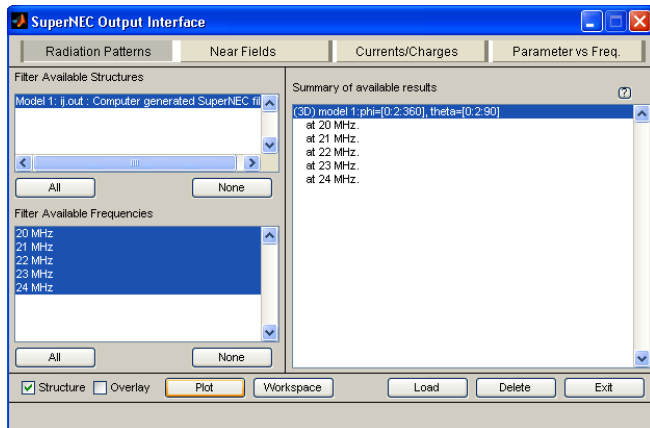 SuperNEC Output Interface
Radiation Patterns
Near Fields
Currents/Charges
Parameter vs Freq.
Filter Available Structures
Model 1: ij.out : Computer generated SuperNEC fil
All
None
Filter Available Frequencies
20 MHz
21 MHz
22 MHz
23 MHz
24 MHz
All
None
Summary of available results
?
(3D) model 1:phi=[0:2:360], theta=[0:2:90]
at 20 MHz.
at 21 MHz.
at 22 MHz.
at 23 MHz.
at 24 MHz.
Structure
Overlay
Plot
Workspace
Load
Delete
Exit